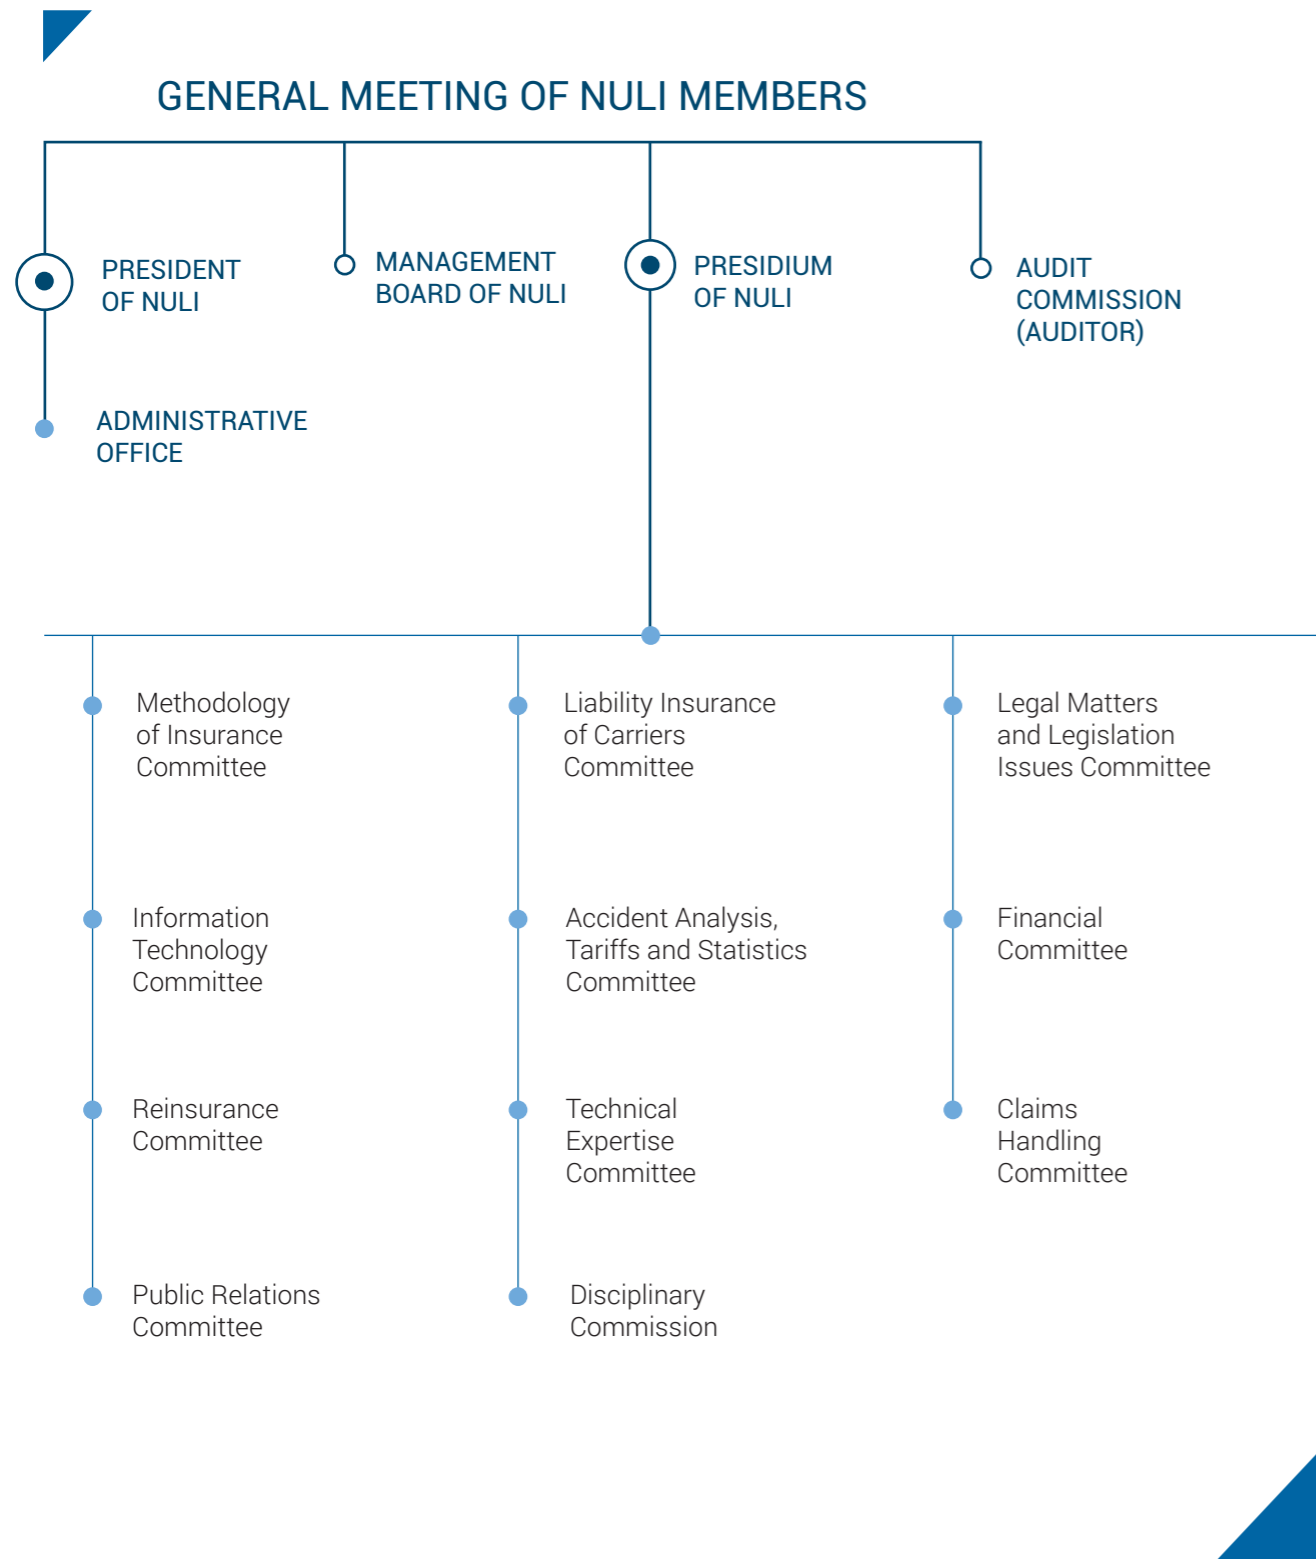 GENERAL MEETING OF NULI MEMBERS
PRESIDENT
OF NULI
MANAGEMENT
BOARD OF NULI
PRESIDIUM
OF NULI
AUDIT
COMMISSION
(AUDITOR)
ADMINISTRATIVE
OFFICE
Methodology
of Insurance
Committee
Liability Insurance
of Carriers
Committee
Legal Matters
and Legislation
Issues Committee
Information
Technology
Committee
Accident Analysis,
Tariffs and Statistics
Committee
Financial
Committee
Reinsurance
Committee
Technical
Expertise
Committee
Claims
Handling
Committee
Public Relations
Committee
Disciplinary
Commission